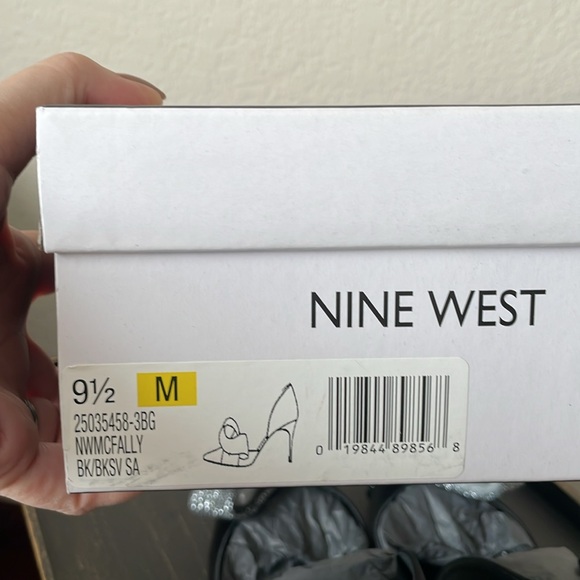 NINE WEST
9½ M
25035458-3BG
NWMCFALLY
BK/BKSV SA
0 19844 89856 8